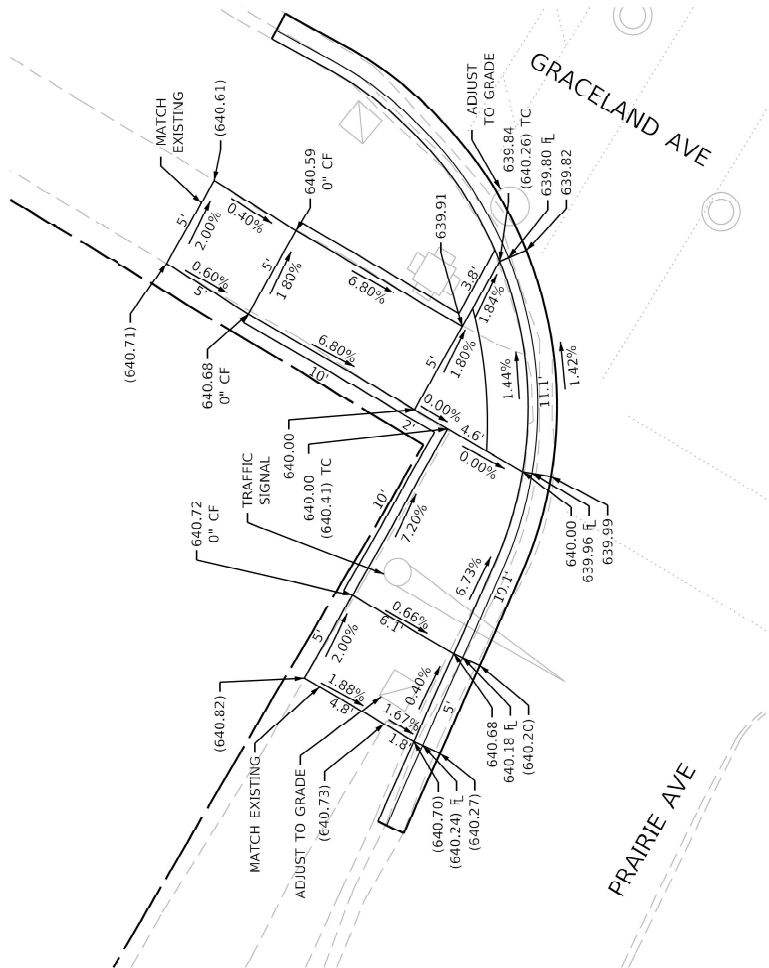 GRACELAND AVE
ADJUST
TO GRADE
MATCH
EXISTING
(640.61)
640.59
0" CF
639.84
(640.26) TC
639.80 FL
639.82
639.91
5'
2.00%
0.40%
5'
1.80%
0.60%
5'
6.80%
3.8'
1.84%
(640.71)
640.68
0" CF
6.80%
10'
5'
1.80%
1.44%
11.1'
1.42%
0.00%
4.6'
0.00%
2'
640.00
640.00
(640.41) TC
TRAFFIC
SIGNAL
640.72
0" CF
10'
7.20%
640.00
639.96 FL
639.99
6.73%
19.1'
0.66%
6.1'
5'
2.00%
(640.82)
1.88%
4.8'
1.67%
1.8'
0.40%
5'
640.68
640.18 FL
(640.20)
MATCH EXISTING
ADJUST TO GRADE
(640.73)
(640.70)
(640.24) FL
(640.27)
PRAIRIE AVE